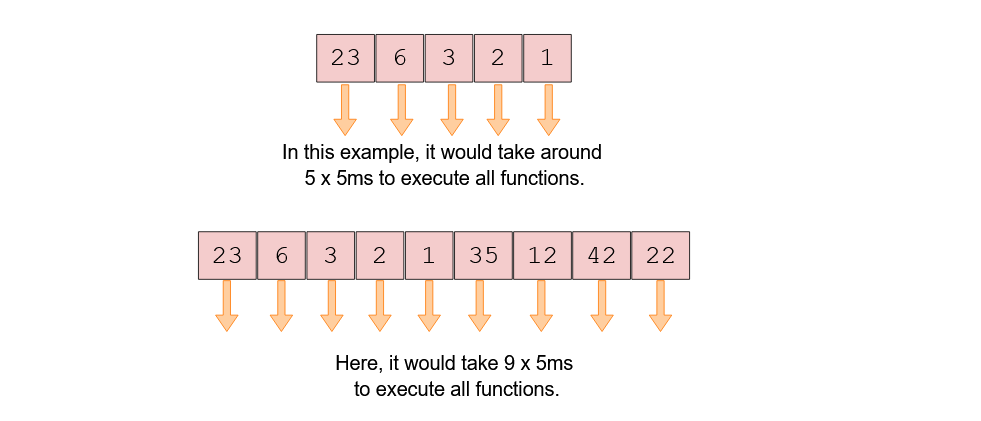 23 6 3 2 1
In this example, it would take around
5 x 5ms to execute all functions.
23 6 3 2 1 35 12 42 22
Here, it would take 9 x 5ms
to execute all functions.